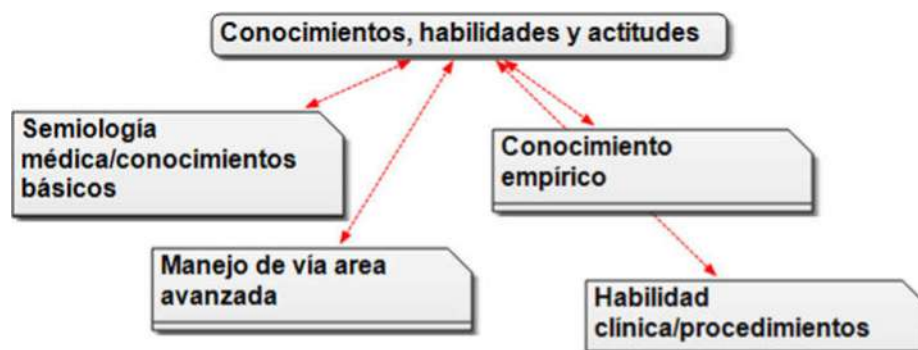 Conocimientos, habilidades y actitudes
Semiología
médica/conocimientos
básicos
Conocimiento
empírico
Manejo de vía area
avanzada
Habilidad
clínica/procedimientos